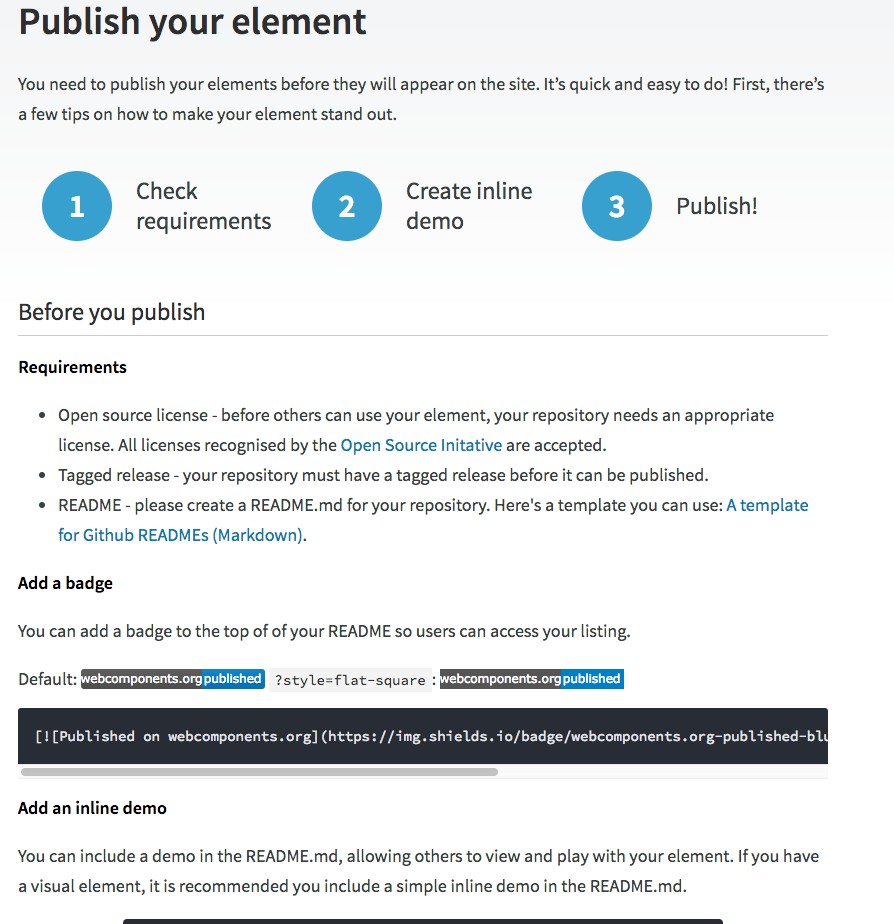 Publish your element
You need to publish your elements before they will appear on the site. It’s quick and easy to do! First, there’s
a few tips on how to make your element stand out.
1
Check
requirements
2
Create inline
demo
3
Publish!
Before you publish
Requirements
• Open source license - before others can use your element, your repository needs an appropriate
license. All licenses recognised by the Open Source Initative are accepted.
• Tagged release - your repository must have a tagged release before it can be published.
• README - please create a README.md for your repository. Here's a template you can use: A template
for Github READMEs (Markdown).
Add a badge
You can add a badge to the top of of your README so users can access your listing.
Default: webcomponents.org published ?style=flat-square : webcomponents.org published
[![Published on webcomponents.org](https://img.shields.io/badge/webcomponents.org-published-blu
Add an inline demo
You can include a demo in the README.md, allowing others to view and play with your element. If you have
a visual element, it is recommended you include a simple inline demo in the README.md.